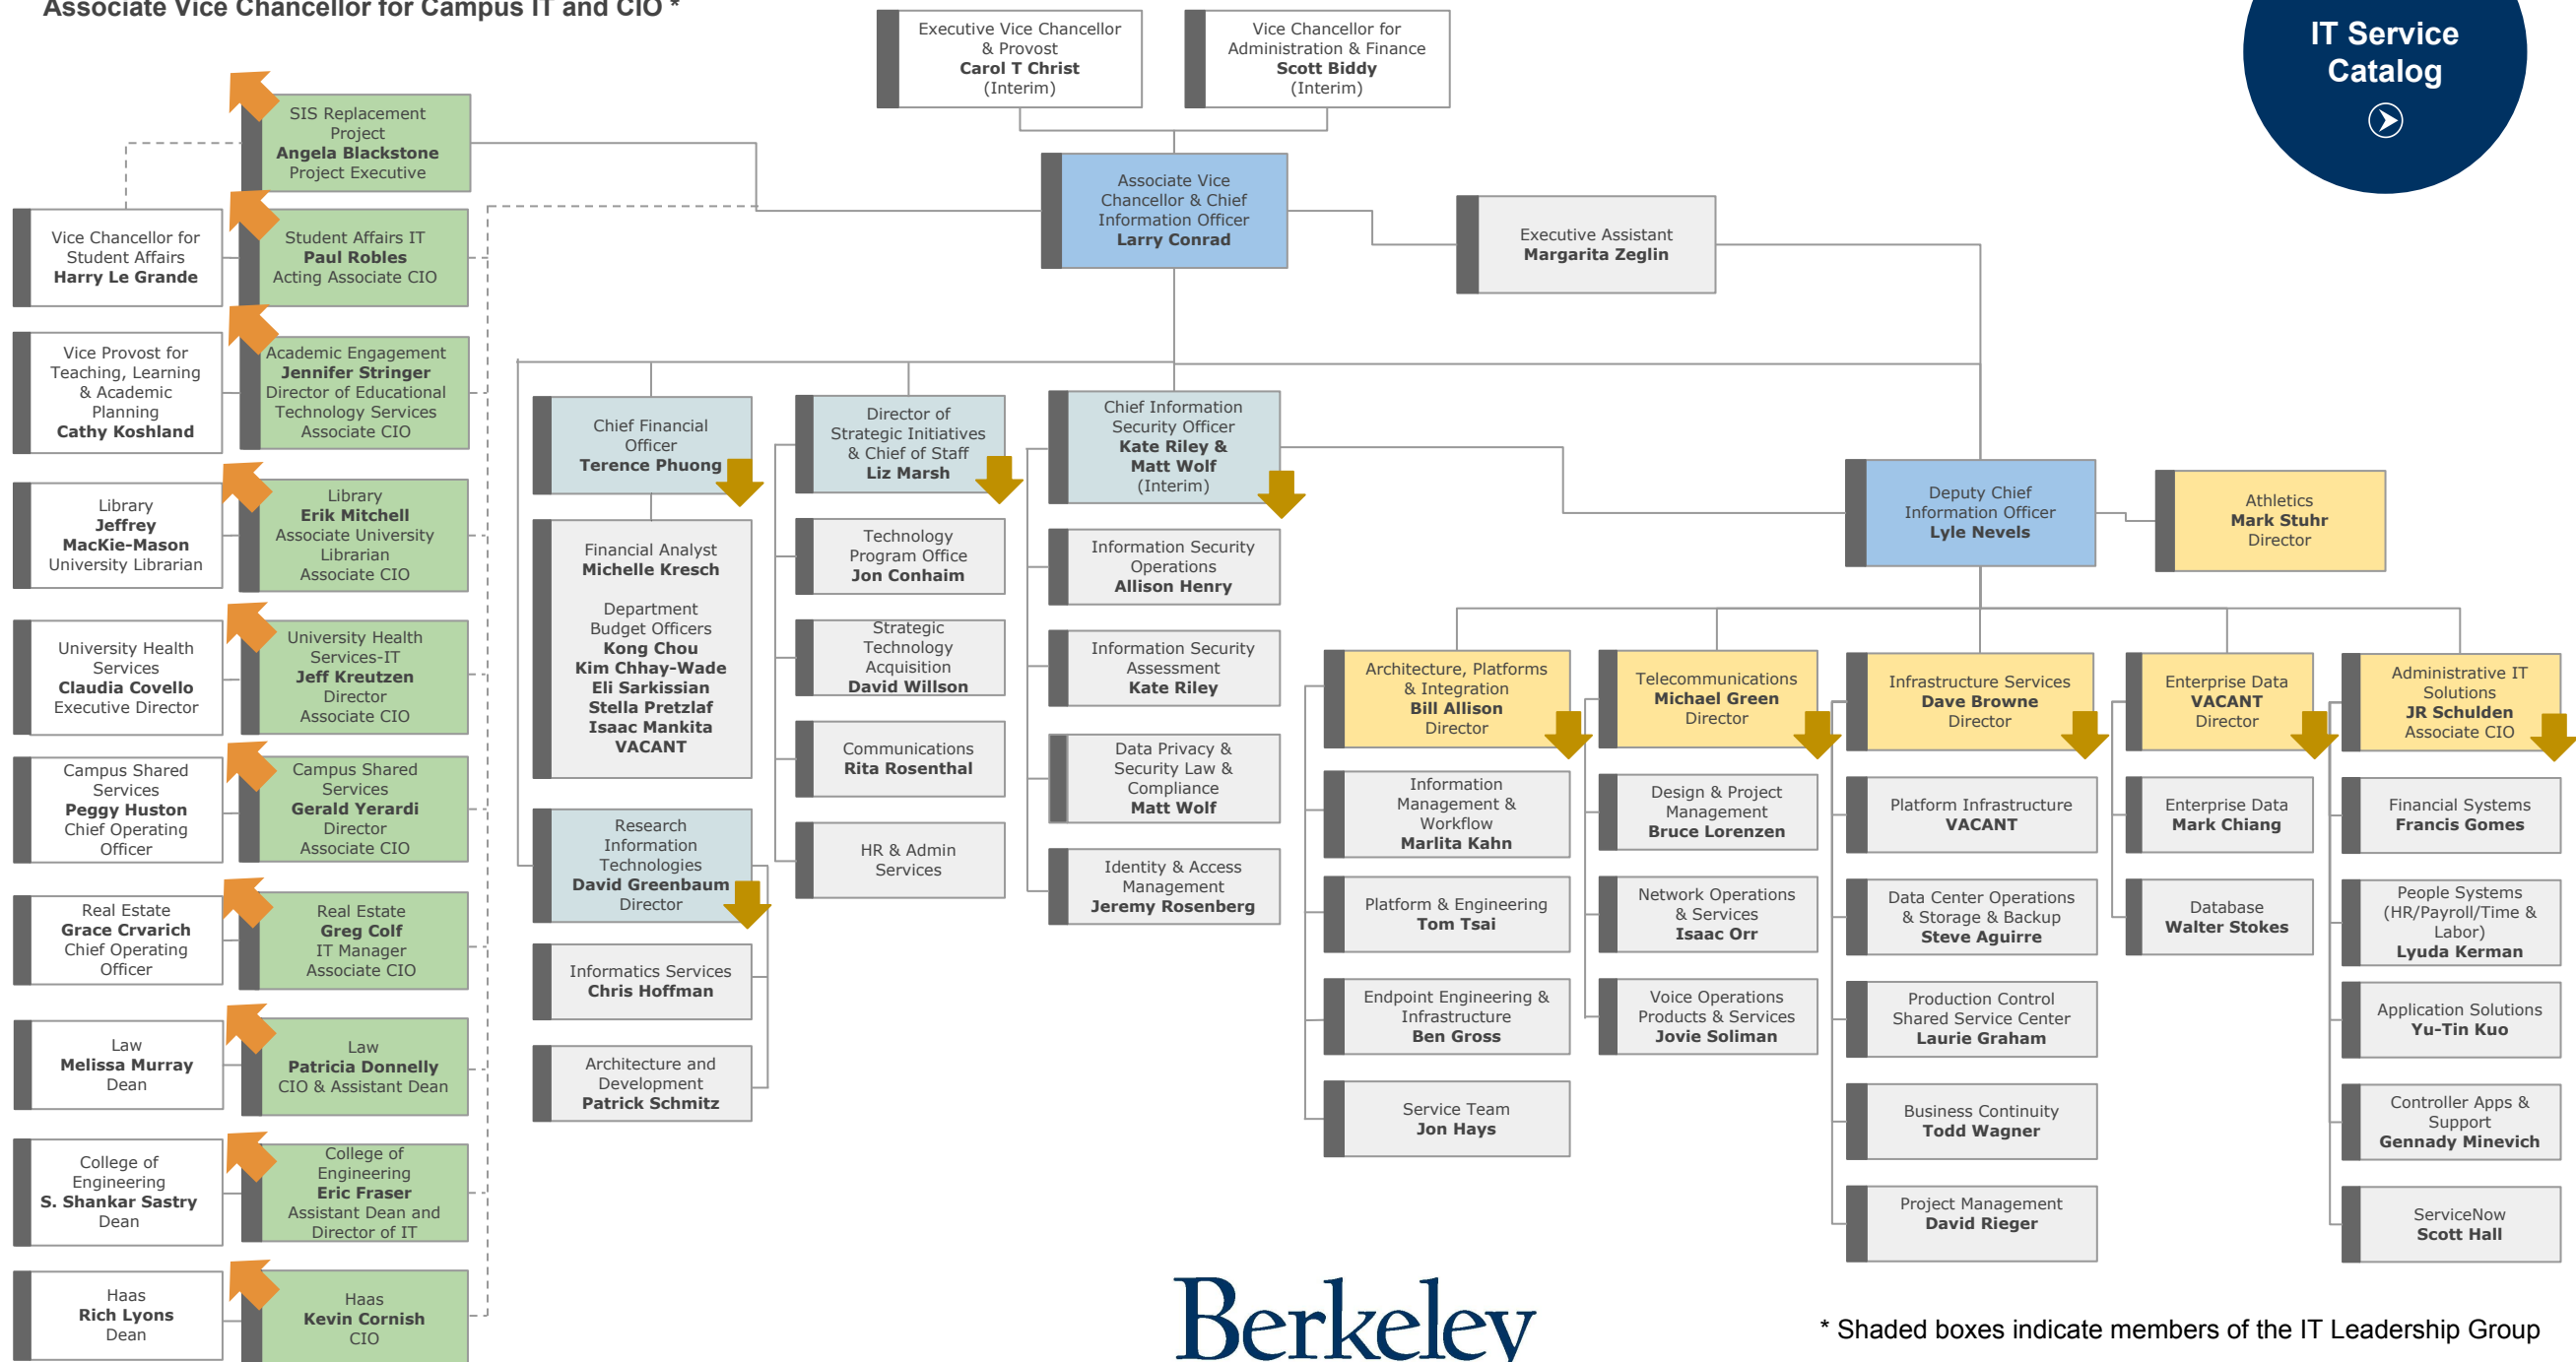 Associate Vice Chancellor for Campus IT and CIO *
Executive Vice Chancellor
& Provost
Carol T Christ
(Interim)
Vice Chancellor for
Administration & Finance
Scott Biddy
(Interim)
IT Service
Catalog
SIS Replacement
Project
Angela Blackstone
Project Executive
Associate Vice
Chancellor & Chief
Information Officer
Larry Conrad
Executive Assistant
Margarita Zeglin
Vice Chancellor for
Student Affairs
Harry Le Grande
Student Affairs IT
Paul Robles
Acting Associate CIO
Vice Provost for
Teaching, Learning
& Academic
Planning
Cathy Koshland
Academic Engagement
Jennifer Stringer
Director of Educational
Technology Services
Associate CIO
Library
Jeffrey
MacKie-Mason
University Librarian
Library
Erik Mitchell
Associate University
Librarian
Associate CIO
University Health
Services
Claudia Covello
Executive Director
University Health
Services-IT
Jeff Kreutzen
Director
Associate CIO
Campus Shared
Services
Peggy Huston
Chief Operating
Officer
Campus Shared
Services
Gerald Yerardi
Director
Associate CIO
Real Estate
Grace Crvarich
Chief Operating
Officer
Real Estate
Greg Colf
IT Manager
Associate CIO
Law
Melissa Murray
Dean
Law
Patricia Donnelly
CIO & Assistant Dean
College of
Engineering
S. Shankar Sastry
Dean
College of
Engineering
Eric Fraser
Assistant Dean and
Director of IT
Haas
Rich Lyons
Dean
Haas
Kevin Cornish
CIO
Chief Financial
Officer
Terence Phuong
Financial Analyst
Michelle Kresch
Department
Budget Officers
Kong Chou
Kim Chhay-Wade
Eli Sarkissian
Stella Pretzlaf
Isaac Mankita
VACANT
Research
Information
Technologies
David Greenbaum
Director
Informatics Services
Chris Hoffman
Architecture and
Development
Patrick Schmitz
Director of
Strategic Initiatives
& Chief of Staff
Liz Marsh
Technology
Program Office
Jon Conhaim
Strategic
Technology
Acquisition
David Willson
Communications
Rita Rosenthal
HR & Admin
Services
Chief Information
Security Officer
Kate Riley &
Matt Wolf
(Interim)
Information Security
Operations
Allison Henry
Information Security
Assessment
Kate Riley
Data Privacy &
Security Law &
Compliance
Matt Wolf
Identity & Access
Management
Jeremy Rosenberg
Deputy Chief
Information Officer
Lyle Nevels
Athletics
Mark Stuhr
Director
Architecture, Platforms
& Integration
Bill Allison
Director
Information
Management &
Workflow
Marlita Kahn
Platform & Engineering
Tom Tsai
Endpoint Engineering &
Infrastructure
Ben Gross
Service Team
Jon Hays
Telecommunications
Michael Green
Director
Design & Project
Management
Bruce Lorenzen
Network Operations
& Services
Isaac Orr
Voice Operations
Products & Services
Jovie Soliman
Infrastructure Services
Dave Browne
Director
Platform Infrastructure
VACANT
Data Center Operations
& Storage & Backup
Steve Aguirre
Production Control
Shared Service Center
Laurie Graham
Business Continuity
Todd Wagner
Project Management
David Rieger
Enterprise Data
VACANT
Director
Enterprise Data
Mark Chiang
Database
Walter Stokes
Administrative IT
Solutions
JR Schulden
Associate CIO
Financial Systems
Francis Gomes
People Systems
(HR/Payroll/Time &
Labor)
Lyuda Kerman
Application Solutions
Yu-Tin Kuo
Controller Apps &
Support
Gennady Minevich
ServiceNow
Scott Hall
Berkeley
* Shaded boxes indicate members of the IT Leadership Group